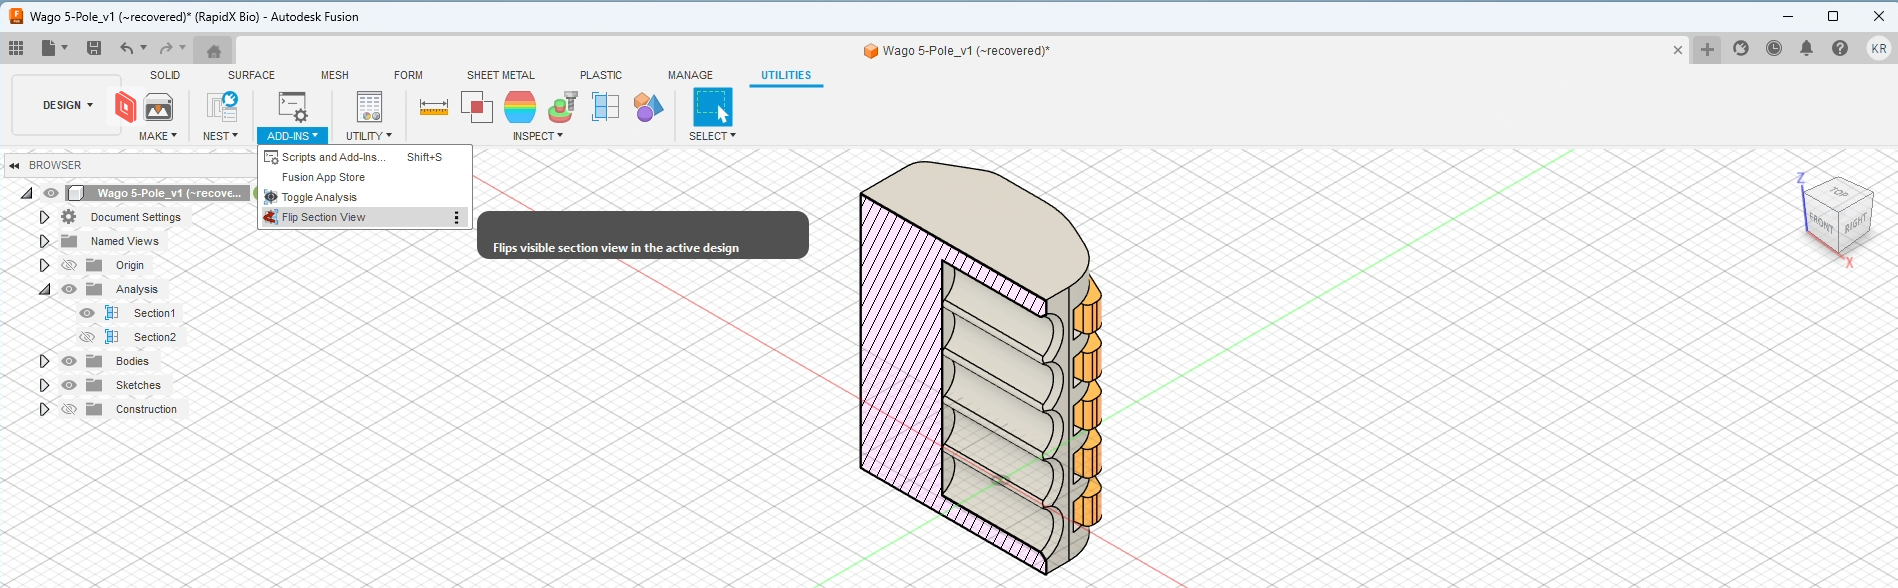 Wago 5-Pole_v1 (~recovered)* (RapidX Bio) - Autodesk Fusion
Wago 5-Pole_v1 (~recovered)*
KR
SOLID SURFACE MESH FORM SHEET METAL PLASTIC MANAGE UTILITIES
DESIGN
MAKE NEST ADD-INS UTILITY INSPECT SELECT
Scripts and Add-Ins... Shift+S
Fusion App Store
Toggle Analysis
Flip Section View
Flips visible section view in the active design
BROWSER
Wago 5-Pole_v1 (~recove...
Document Settings
Named Views
Origin
Analysis
Section1
Section2
Bodies
Sketches
Construction
Z
TOP
FRONT
RIGHT
X